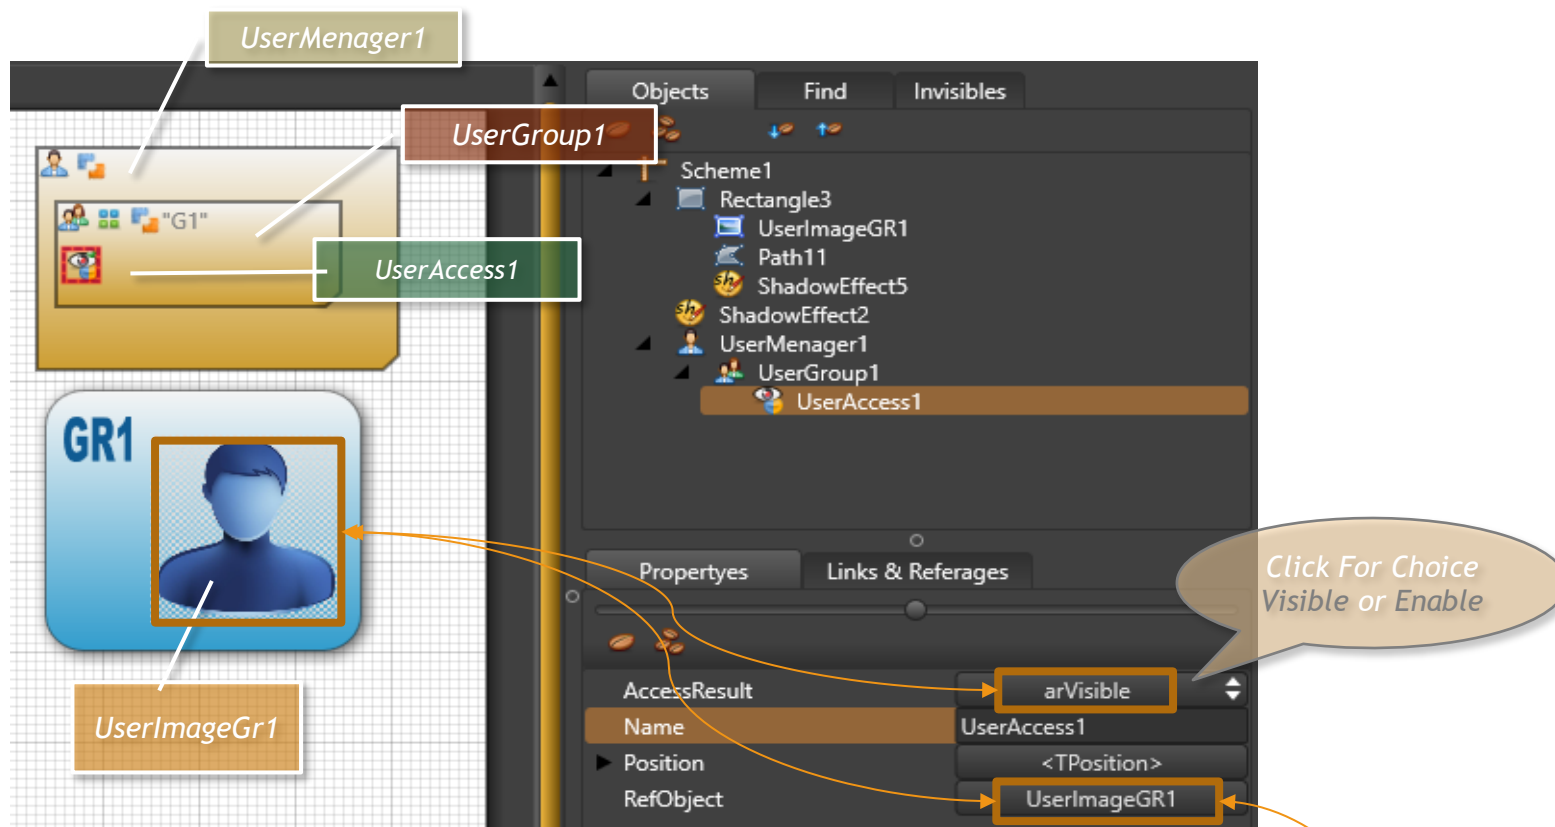 UserMenager1
Objects
Find
Invisibles
UserGroup1
Scheme1
Rectangle3
"G1"
UserImageGR1
Path11
UserAccess1
ShadowEffect5
ShadowEffect2
UserMenager1
UserGroup1
UserAccess1
GR1
Click For Choice
Visible or Enable
Propertyes
Links & Referages
AccessResult
arVisible
Name
UserAccess1
UserImageGr1
Position
<TPosition>
RefObject
UserImageGR1